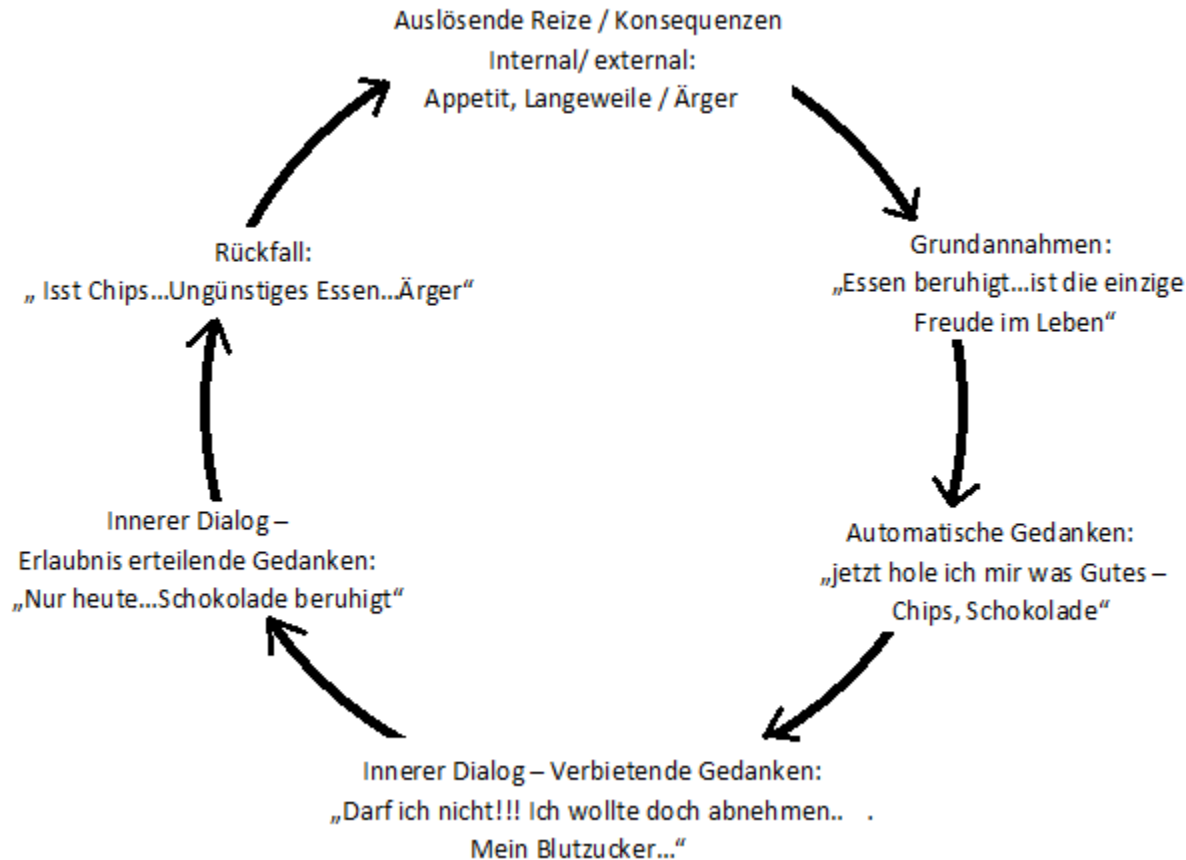 Auslösende Reize / Konsequenzen
Internal/ external:
Appetit, Langeweile / Ärger
Grundannahmen:
„Essen beruhigt...ist die einzige
Freude im Leben“
Automatische Gedanken:
„jetzt hole ich mir was Gutes –
Chips, Schokolade“
Innerer Dialog – Verbietende Gedanken:
„Darf ich nicht!!! Ich wollte doch abnehmen.. .
Mein Blutzucker...“
Innerer Dialog –
Erlaubnis erteilende Gedanken:
„Nur heute...Schokolade beruhigt“
Rückfall:
„ Isst Chips...Ungünstiges Essen...Ärger“